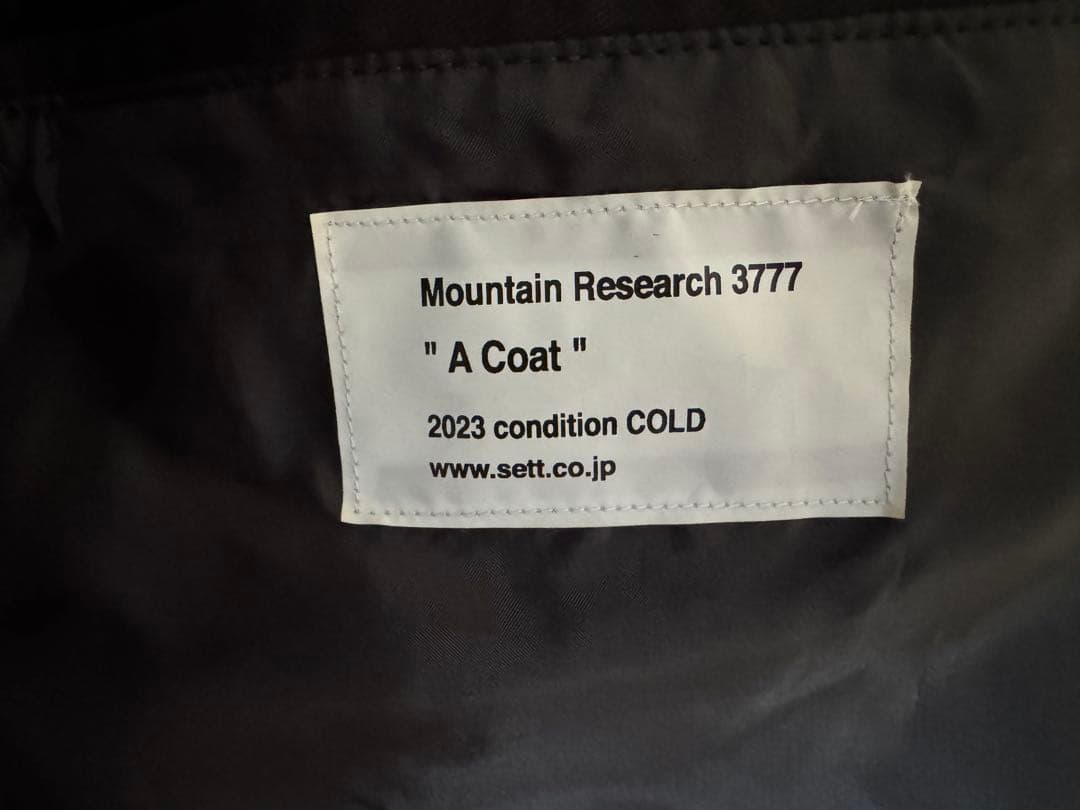 Mountain Research 3777
" A Coat "
2023 condition COLD
www.sett.co.jp